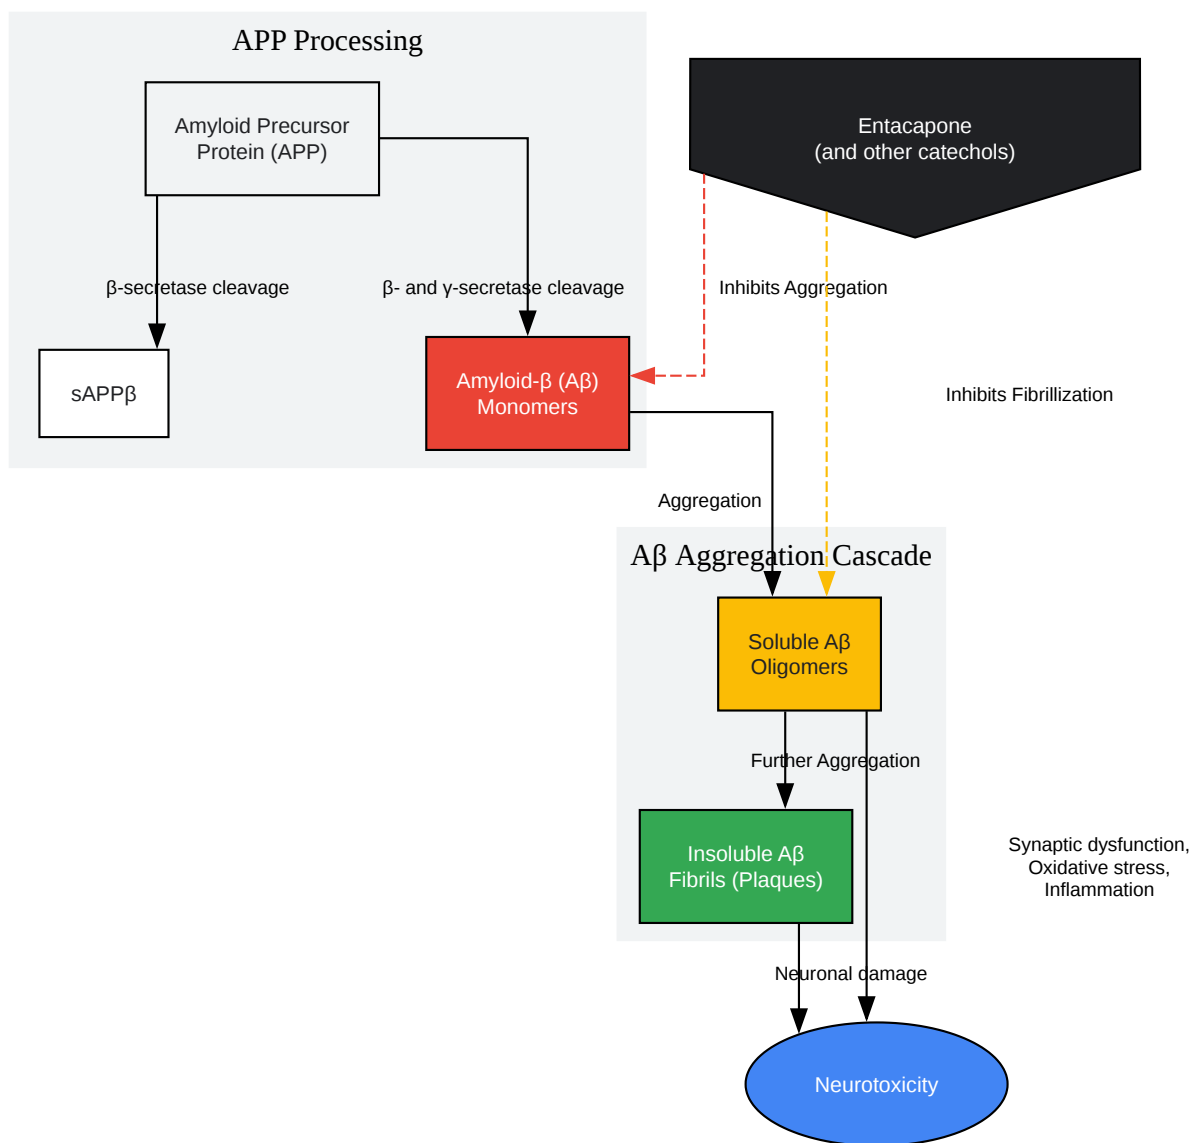 APP Processing
Amyloid Precursor
Protein (APP)
Entacapone
(and other catechols)
β-secretase cleavage
β- and γ-secretase cleavage
Inhibits Aggregation
sAPPβ
Amyloid-β (Aβ)
Monomers
Inhibits Fibrillization
Aggregation
Aβ Aggregation Cascade
Soluble Aβ
Oligomers
Further Aggregation
Insoluble Aβ
Fibrils (Plaques)
Synaptic dysfunction,
Oxidative stress,
Inflammation
Neuronal damage
Neurotoxicity